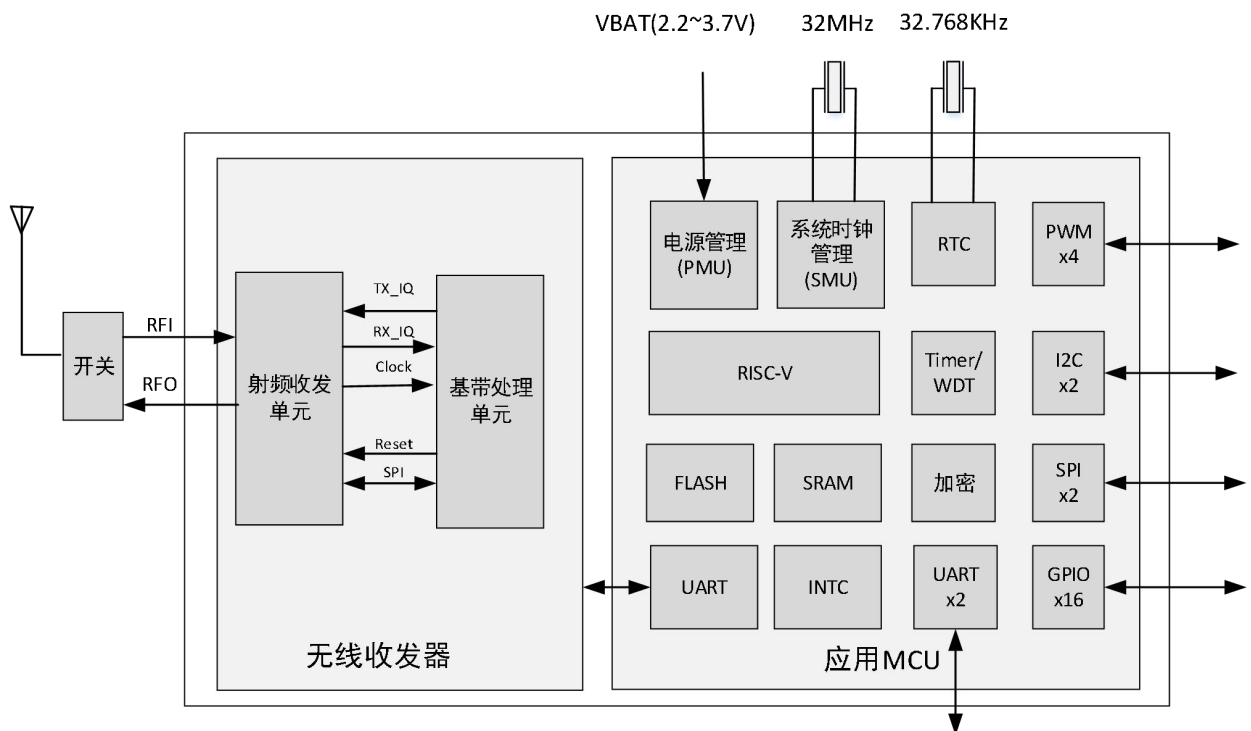 VBAT(2.2~3.7V)
32MHz
32.768KHz
电源管理
(PMU)
系统时钟
管理
(SMU)
RTC
PWM
x4
TX_IQ
RFI
RX_IQ
开关
Clock
RFO
射频收发
单元
基带处理
单元
RISC-V
Timer/
WDT
I2C
x2
Reset
SPI
FLASH
SRAM
加密
SPI
x2
UART
INTC
UART
x2
GPIO
x16
无线收发器
应用MCU